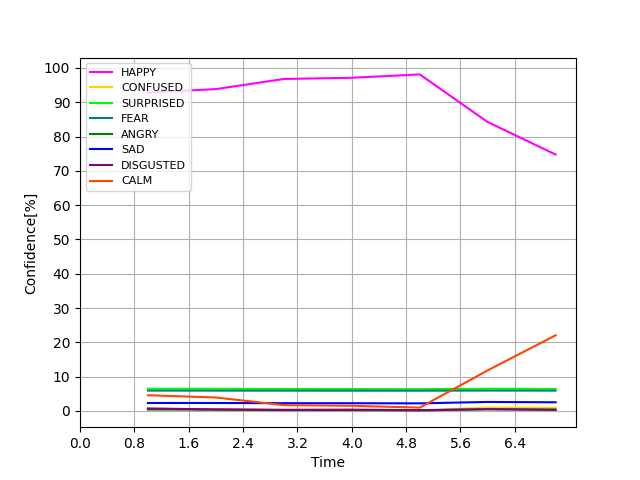 HAPPY
CONFUSED
SURPRISED
FEAR
ANGRY
SAD
DISGUSTED
CALM
100
90
80
70
60
50
40
30
20
10
0
Confidence[%]
0.0 0.8 1.6 2.4 3.2 4.0 4.8 5.6 6.4
Time